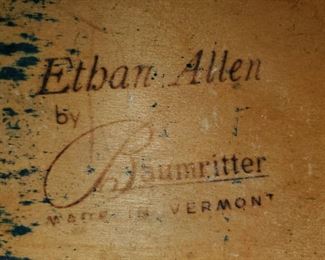 Ethan Allen
by
Baumritter
MADE IN VERMONT